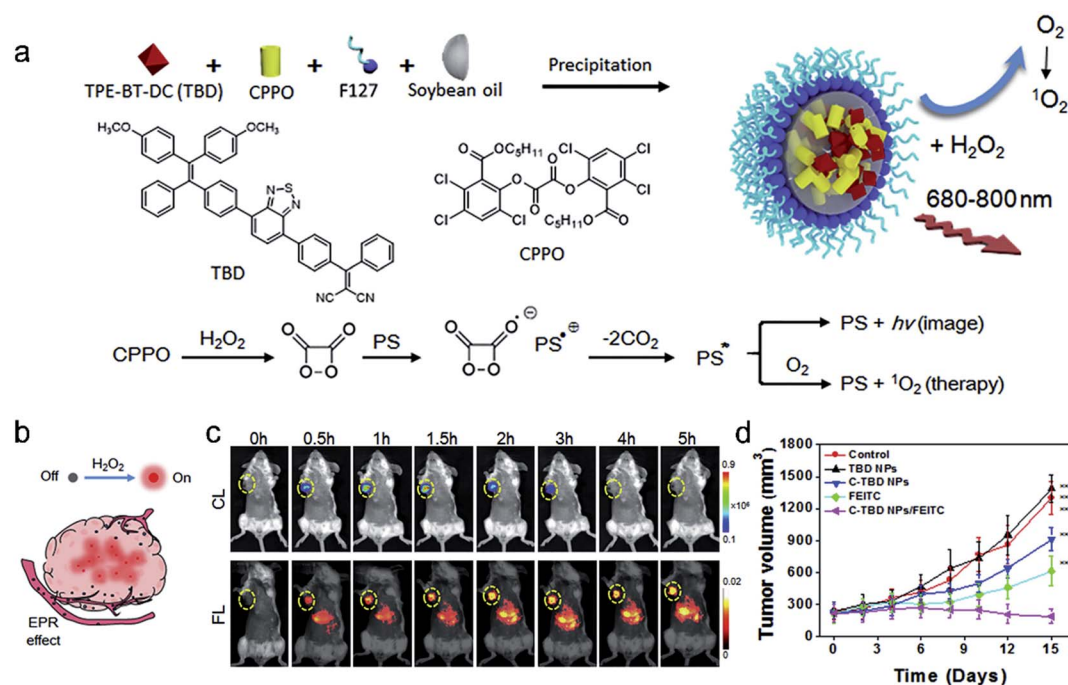 a
TPE-BT-DC (TBD) + CPPO + F127 + Soybean oil
Precipitation
O₂
¹O₂
+ H₂O₂
680-800nm
OCH₃ OCH₃
N S N
NC CN
TBD
OC₅H₁₁
O
Cl Cl Cl Cl Cl Cl
O O O O
C₅H₁₁O O
CPPO
CPPO H₂O₂ O O O-O PS O O·⊖ O-O PS·⊕ -2CO₂ PS*
PS + hv (image)
O₂
PS + ¹O₂ (therapy)
b
Off H₂O₂ On
EPR
effect
c
0h 0.5h 1h 1.5h 2h 3h 4h 5h
CL
0.9
×10⁶
0.1
FL
0.02
0
d
Tumor volume (mm³)
1800
1500
1200
900
600
300
0
Control
TBD NPs
C-TBD NPs
FEITC
C-TBD NPs/FEITC
0 3 6 9 12 15
Time (Days)